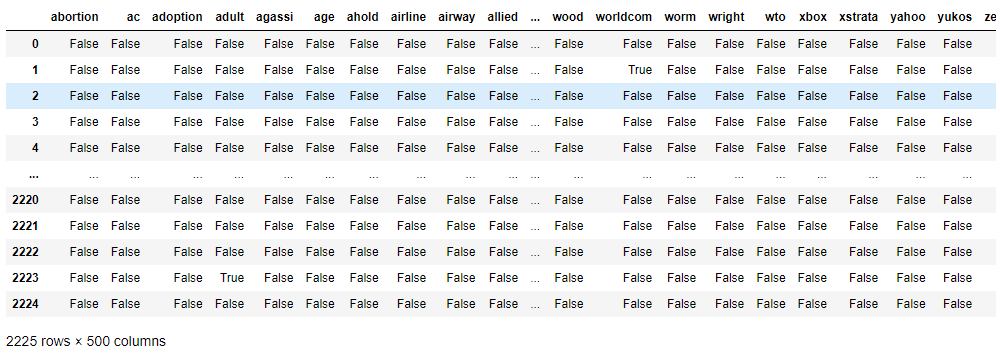 abortion ac adoption adult agassi age ahold airline airway allied ... wood worldcom worm wright wto xbox xstrata yahoo yukos ze
0 False False False False False False False False False False ... False False False False False False False False False
1 False False False False False False False False False False ... False True False False False False False False False
2 False False False False False False False False False False ... False False False False False False False False False
3 False False False False False False False False False False ... False False False False False False False False False
4 False False False False False False False False False False ... False False False False False False False False False
... ... ... ... ... ... ... ... ... ... ... ... ... ... ... ... ... ... ... ... ...
2220 False False False False False False False False False False ... False False False False False False False False False
2221 False False False False False False False False False False ... False False False False False False False False False
2222 False False False False False False False False False False ... False False False False False False False False False
2223 False False False True False False False False False False ... False False False False False False False False False
2224 False False False False False False False False False False ... False False False False False False False False False
2225 rows × 500 columns